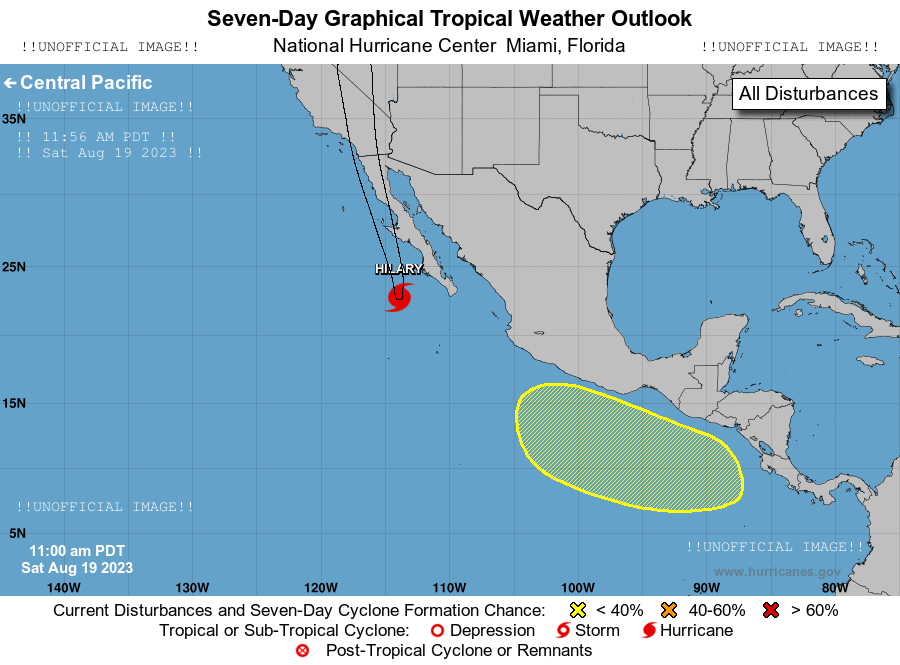 Seven-Day Graphical Tropical Weather Outlook
!!UNOFFICIAL IMAGE!! National Hurricane Center Miami, Florida !!UNOFFICIAL IMAGE!!
Central Pacific
All Disturbances
!!UNOFFICIAL IMAGE!!
35N
!! 11:56 AM PDT !!
!! Sat Aug 19 2023 !!
25N
HILARY
15N
!!UNOFFICIAL IMAGE!!
5N
!!UNOFFICIAL IMAGE!!
11:00 am PDT
Sat Aug 19 2023
www.hurricanes.gov
140W 130W 120W 110W 100W 90W 80W
Current Disturbances and Seven-Day Cyclone Formation Chance: < 40% 40-60% > 60%
Tropical or Sub-Tropical Cyclone: Depression Storm Hurricane
Post-Tropical Cyclone or Remnants